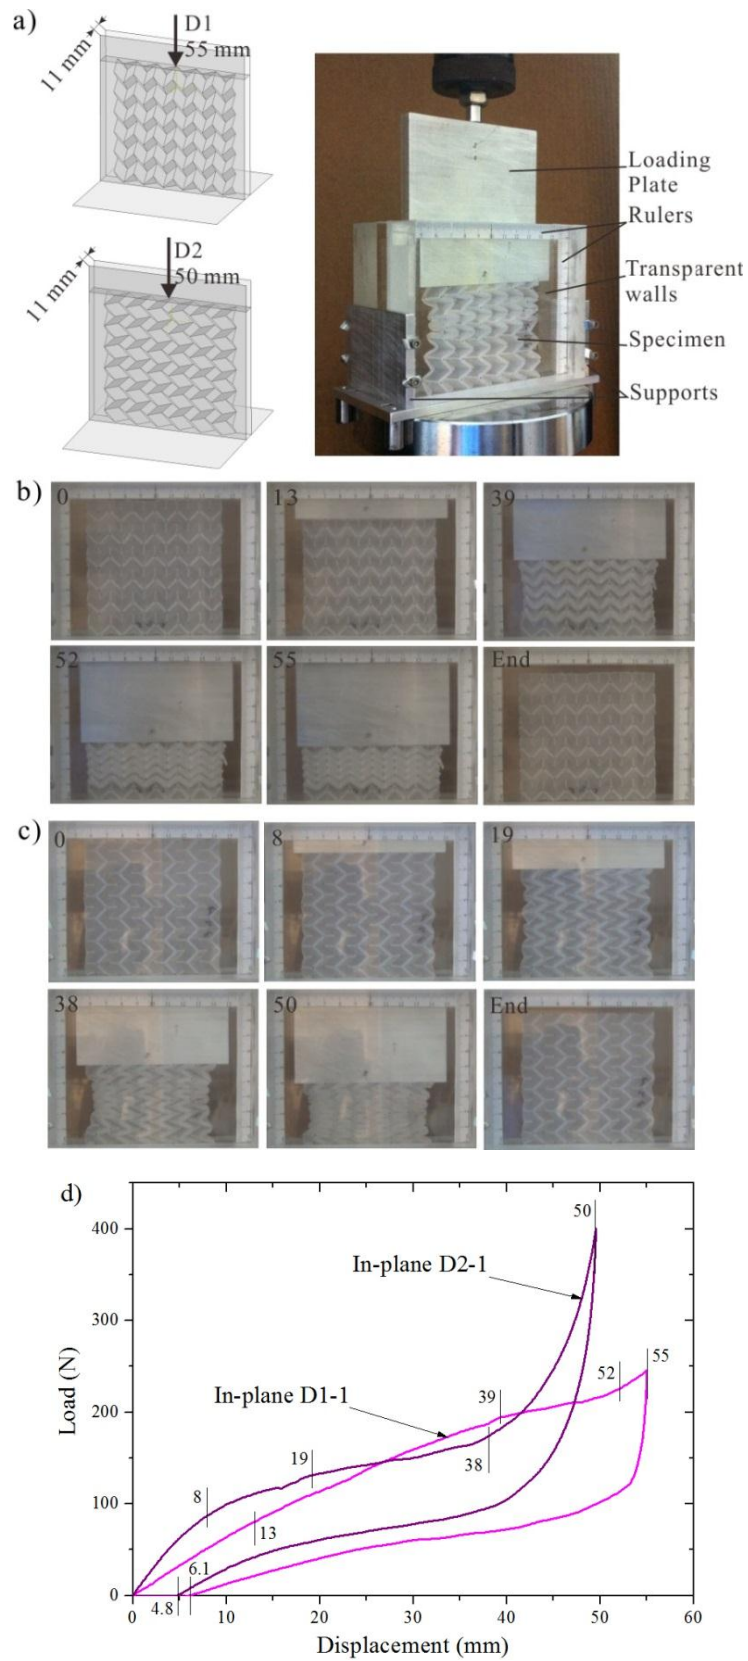 a)
D1
55 mm
11 mm
D2
50 mm
11 mm
Loading
Plate
Rulers
Transparent
walls
Specimen
Supports
b)
0
13
39
52
55
End
c)
0
8
19
38
50
End
d)
400
300
200
100
0
Load (N)
50
In-plane D2-1
In-plane D1-1
39
52
55
38
19
8
13
6.1
4.8
0
10
20
30
40
50
60
Displacement (mm)